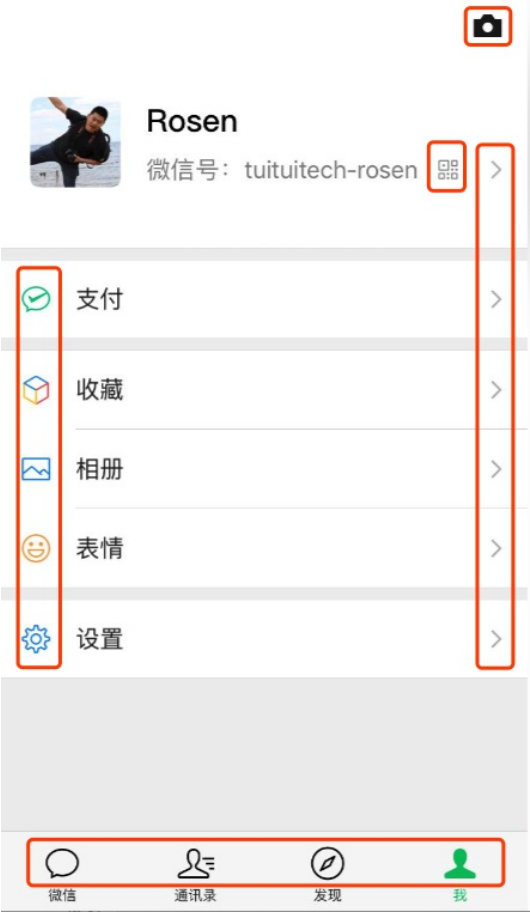 Rosen
微信号：tuituitech-rosen
支付
收藏
相册
表情
设置
微信
通讯录
发现
我